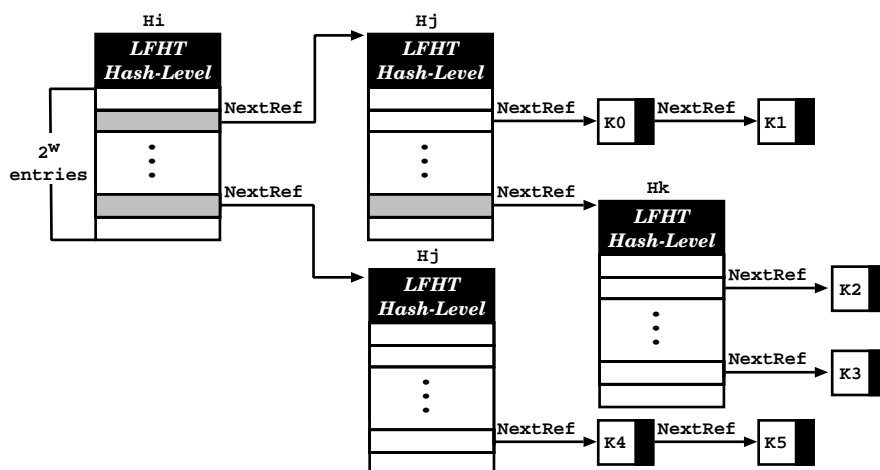 Hi
LFHT
Hash-Level
Hj
LFHT
Hash-Level
NextRef
NextRef
K0
NextRef
K1
2^W
entries
NextRef
NextRef
Hk
LFHT
Hash-Level
Hj
LFHT
Hash-Level
NextRef
K2
NextRef
K3
NextRef
K4
NextRef
K5